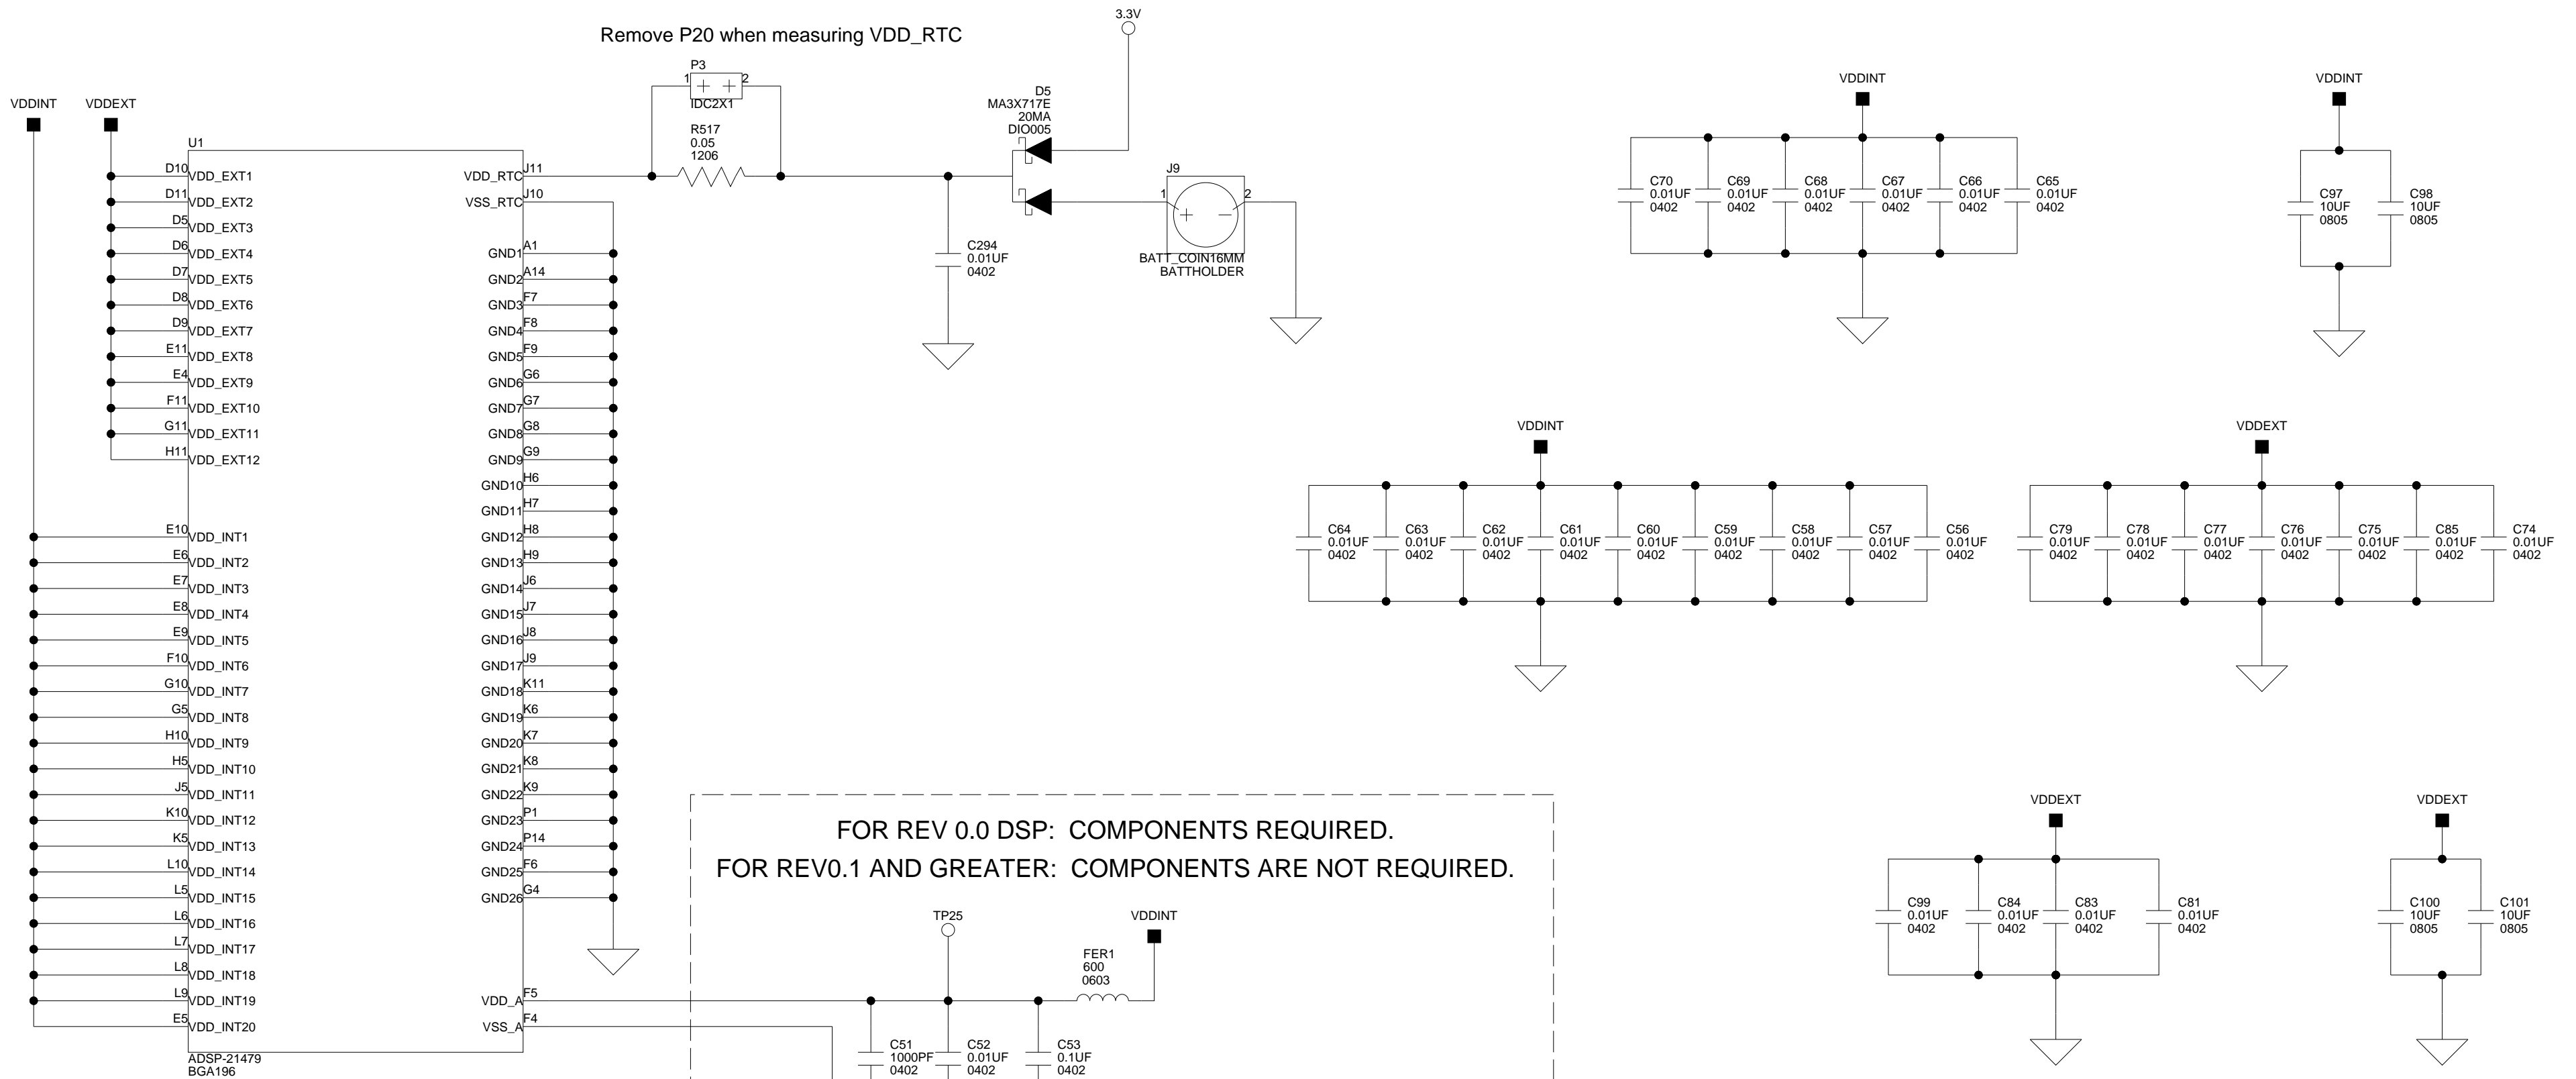 3.3V
Remove P20 when measuring VDD_RTC
P3
1 2
IDC2X1
R517
0.05
1206
D5
MA3X717E
20MA
DIO005
J9
1 2
+ −
BATT_COIN16MM
BATTHOLDER
C294
0.01UF
0402
VDDINT VDDEXT
U1
D10 VDD_EXT1
D11 VDD_EXT2
D5 VDD_EXT3
D6 VDD_EXT4
D7 VDD_EXT5
D8 VDD_EXT6
D9 VDD_EXT7
E11 VDD_EXT8
E4 VDD_EXT9
F11 VDD_EXT10
G11 VDD_EXT11
H11 VDD_EXT12
E10 VDD_INT1
E6 VDD_INT2
E7 VDD_INT3
E8 VDD_INT4
E9 VDD_INT5
F10 VDD_INT6
G10 VDD_INT7
G5 VDD_INT8
H10 VDD_INT9
H5 VDD_INT10
J5 VDD_INT11
K10 VDD_INT12
K5 VDD_INT13
L10 VDD_INT14
L5 VDD_INT15
L6 VDD_INT16
L7 VDD_INT17
L8 VDD_INT18
L9 VDD_INT19
E5 VDD_INT20
VDD_RTC J11
VSS_RTC J10
GND1 A1
GND2 A14
GND3 F7
GND4 F8
GND5 F9
GND6 G6
GND7 G7
GND8 G8
GND9 G9
GND10 H6
GND11 H7
GND12 H8
GND13 H9
GND14 J6
GND15 J7
GND16 J8
GND17 J9
GND18 K11
GND19 K6
GND20 K7
GND21 K8
GND22 K9
GND23 P1
GND24 P14
GND25 F6
GND26 G4
VDD_A F5
VSS_A F4
ADSP-21479
BGA196
VDDINT
C70 C69 C68 C67 C66 C65
0.01UF 0.01UF 0.01UF 0.01UF 0.01UF 0.01UF
0402 0402 0402 0402 0402 0402
VDDINT
C97 C98
10UF 10UF
0805 0805
VDDINT
C64 C63 C62 C61 C60 C59 C58 C57 C56
0.01UF 0.01UF 0.01UF 0.01UF 0.01UF 0.01UF 0.01UF 0.01UF 0.01UF
0402 0402 0402 0402 0402 0402 0402 0402 0402
VDDEXT
C79 C78 C77 C76 C75 C85 C74
0.01UF 0.01UF 0.01UF 0.01UF 0.01UF 0.01UF 0.01UF
0402 0402 0402 0402 0402 0402 0402
FOR REV 0.0 DSP: COMPONENTS REQUIRED.
FOR REV0.1 AND GREATER: COMPONENTS ARE NOT REQUIRED.
TP25
VDDINT
FER1
600
0603
C51 C52 C53
1000PF 0.01UF 0.1UF
0402 0402 0402
VDDEXT
C99 C84 C83 C81
0.01UF 0.01UF 0.01UF 0.01UF
0402 0402 0402 0402
VDDEXT
C100 C101
10UF 10UF
0805 0805